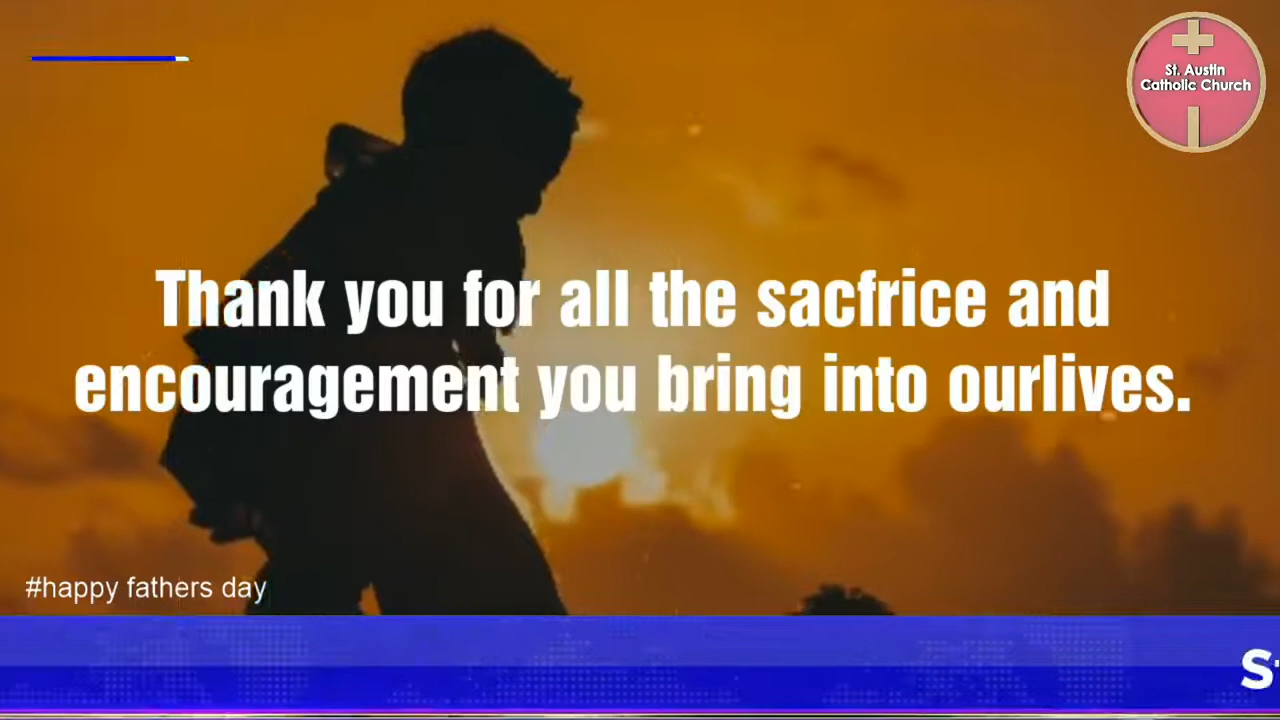 St. Austin
Catholic Church
Thank you for all the sacfrice and
encouragement you bring into ourlives.
#happy fathers day